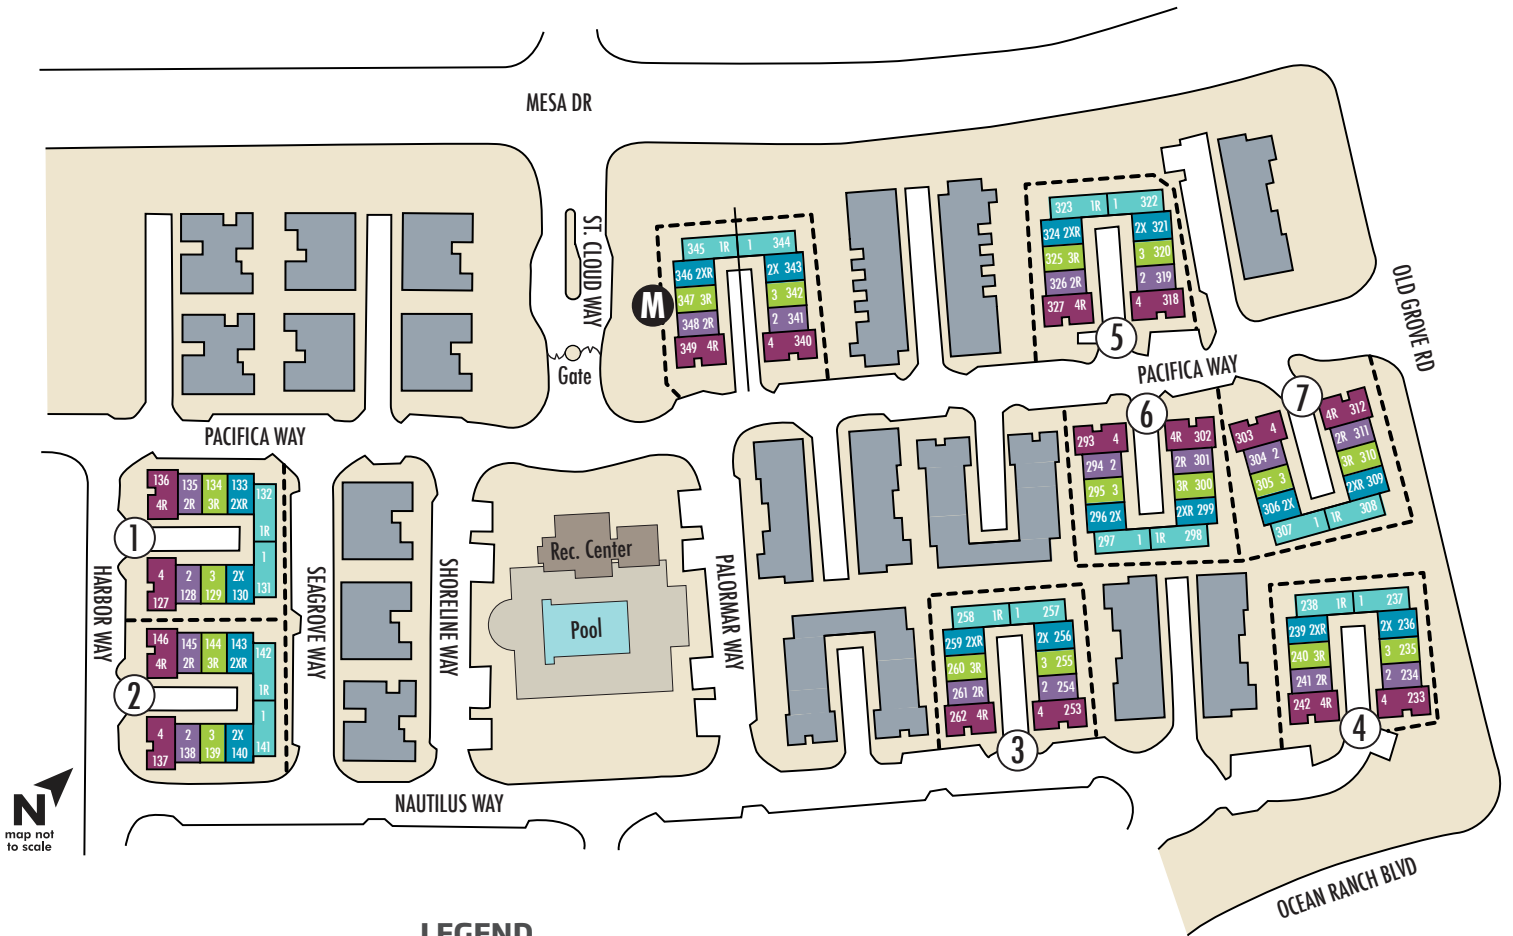 MESA DR
ST. CLOUD WAY
Gate
345 1R 1 344
346 2XR 2X 343
347 3R 3 342
348 2R 2 341
349 4R 4 340
M
323 1R 1 322
324 2XR 2X 321
325 3R 3 320
326 2R 2 319
327 4R 4 318
5
OLD GROVE RD
PACIFICA WAY
PACIFICA WAY
136 135 134 133 132
4R 2R 3R 2XR 1R
1
4 2 3 2X 1
127 128 129 130 131
146 145 144 143 142
4R 2R 3R 2XR 1R
2
4 2 3 2X 1
137 138 139 140 141
HARBOR WAY
SEAGROVE WAY
SHORELINE WAY
Rec. Center
Pool
PALORMAR WAY
6
293 4 4R 302
294 2 2R 301
295 3 3R 300
296 2X 2XR 299
297 1 1R 298
7
303 4 4R 312
304 2 2R 311
305 3 3R 310
306 2X 2XR 309
307 1 1R 308
258 1R 1 257
259 2XR 2X 256
260 3R 3 255
261 2R 2 254
262 4R 4 253
3
238 1R 1 237
239 2XR 2X 236
240 3R 3 235
241 2R 2 234
242 4R 4 233
4
NAUTILUS WAY
N
map not
to scale
OCEAN RANCH BLVD
LEGEND